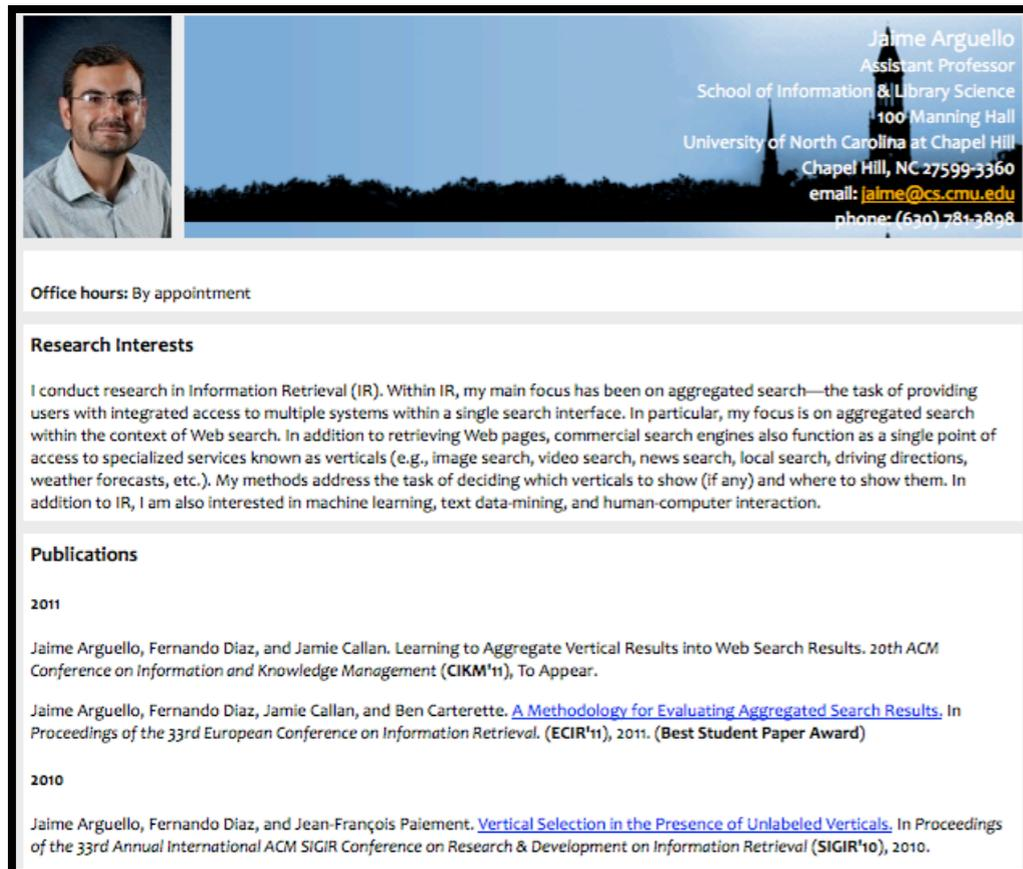 Jaime Arguello
Assistant Professor
School of Information & Library Science
100 Manning Hall
University of North Carolina at Chapel Hill
Chapel Hill, NC 27599-3360
email: jaime@cs.cmu.edu
phone: (630) 781-3898
Office hours: By appointment
Research Interests
I conduct research in Information Retrieval (IR). Within IR, my main focus has been on aggregated search—the task of providing
users with integrated access to multiple systems within a single search interface. In particular, my focus is on aggregated search
within the context of Web search. In addition to retrieving Web pages, commercial search engines also function as a single point of
access to specialized services known as verticals (e.g., image search, video search, news search, local search, driving directions,
weather forecasts, etc.). My methods address the task of deciding which verticals to show (if any) and where to show them. In
addition to IR, I am also interested in machine learning, text data-mining, and human-computer interaction.
Publications
2011
Jaime Arguello, Fernando Diaz, and Jamie Callan. Learning to Aggregate Vertical Results into Web Search Results. 20th ACM
Conference on Information and Knowledge Management (CIKM'11), To Appear.
Jaime Arguello, Fernando Diaz, Jamie Callan, and Ben Carterette. A Methodology for Evaluating Aggregated Search Results. In
Proceedings of the 33rd European Conference on Information Retrieval. (ECIR'11), 2011. (Best Student Paper Award)
2010
Jaime Arguello, Fernando Diaz, and Jean-François Paiement. Vertical Selection in the Presence of Unlabeled Verticals. In Proceedings
of the 33rd Annual International ACM SIGIR Conference on Research & Development on Information Retrieval (SIGIR'10), 2010.